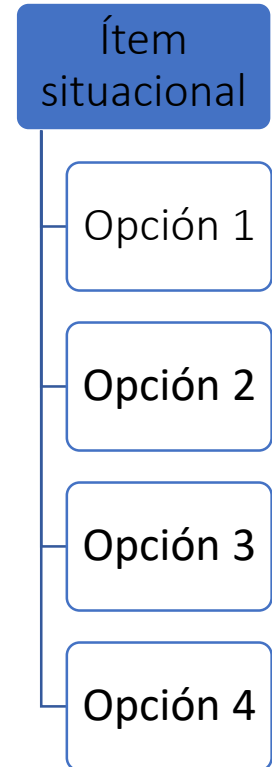 Ítem
situacional
Opción 1
Opción 2
Opción 3
Opción 4